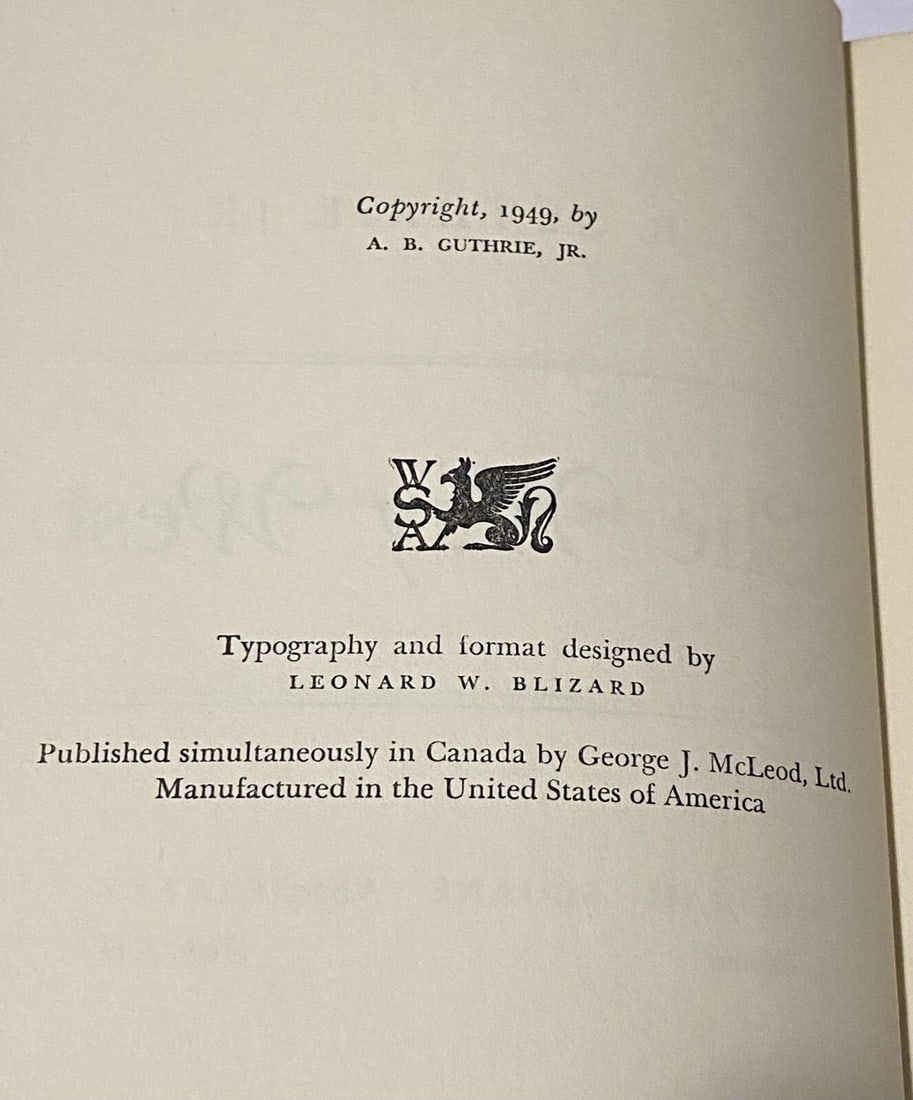 Copyright, 1949, by
A. B. GUTHRIE, JR.
WSA
Typography and format designed by
LEONARD W. BLIZARD
Published simultaneously in Canada by George J. McLeod, Ltd.
Manufactured in the United States of America